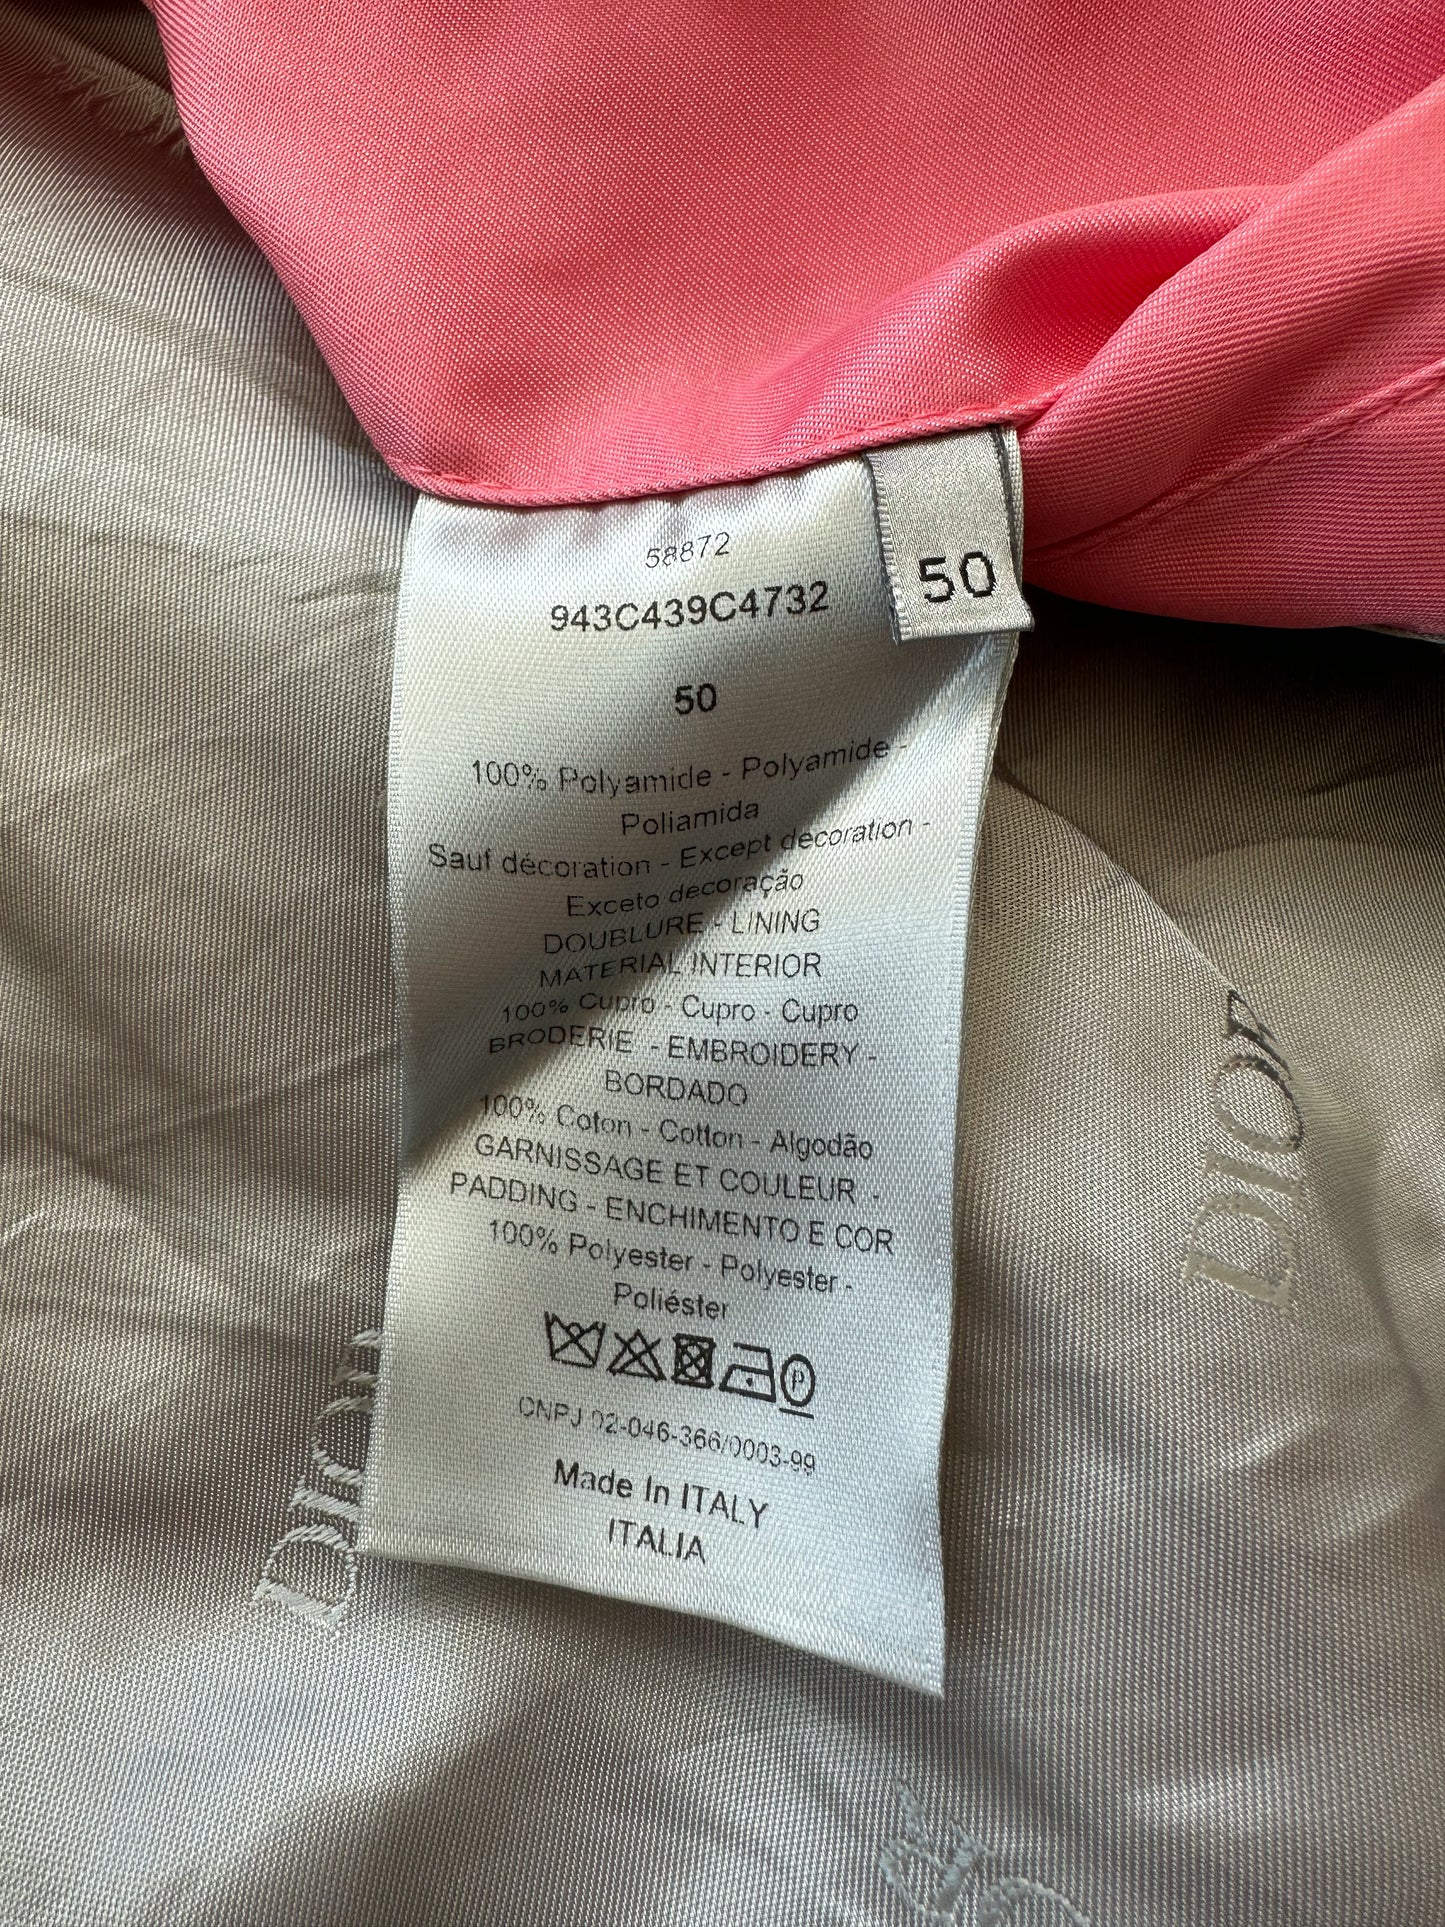 58872
943C439C4732
50
50
100% Polyamide - Polyamide -
Poliamida
Sauf décoration - Except decoration -
Exceto decoração
DOUBLURE - LINING
MATERIAL INTERIOR
100% Cupro - Cupro - Cupro
BRODERIE - EMBROIDERY -
BORDADO
100% Coton - Cotton - Algodão
GARNISSAGE ET COULEUR -
PADDING - ENCHIMENTO E COR
100% Polyester - Polyester -
Poliéster
P
CNPJ 02-046-366/0003-99
Made In ITALY
ITALIA
DIOR
DIOR